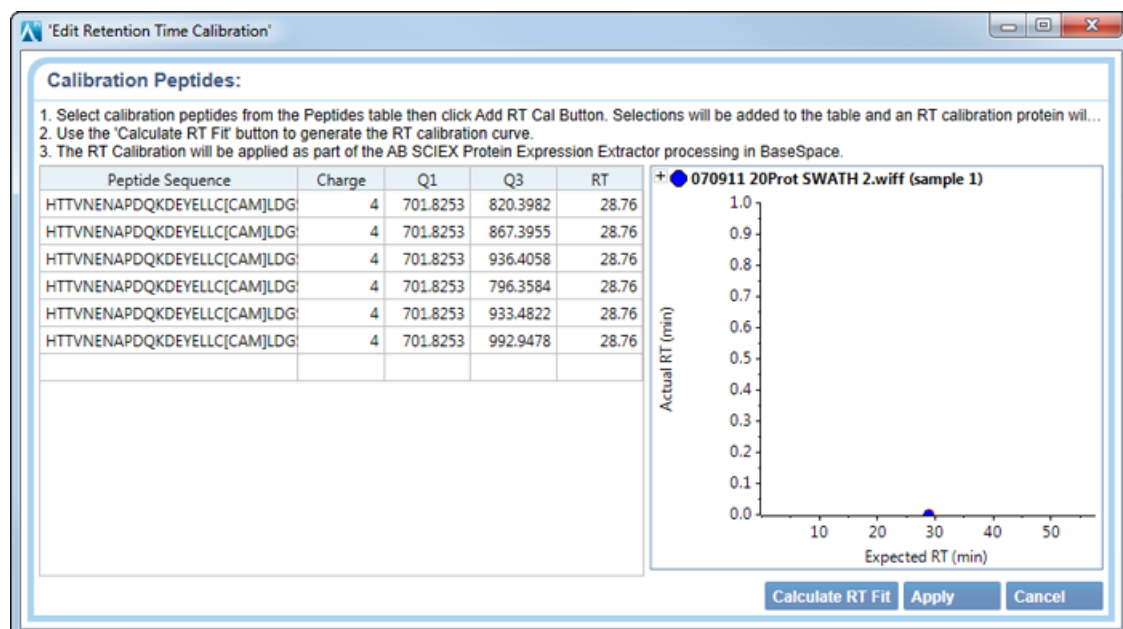 'Edit Retention Time Calibration'
Calibration Peptides:
1. Select calibration peptides from the Peptides table then click Add RT Cal Button. Selections will be added to the table and an RT calibration protein wil...
2. Use the 'Calculate RT Fit' button to generate the RT calibration curve.
3. The RT Calibration will be applied as part of the AB SCIEX Protein Expression Extractor processing in BaseSpace.
Peptide Sequence Charge Q1 Q3 RT
HTTVNENAPDQKDEYELLC[CAM]LDG 4 701.8253 820.3982 28.76
HTTVNENAPDQKDEYELLC[CAM]LDG 4 701.8253 867.3955 28.76
HTTVNENAPDQKDEYELLC[CAM]LDG 4 701.8253 936.4058 28.76
HTTVNENAPDQKDEYELLC[CAM]LDG 4 701.8253 796.3584 28.76
HTTVNENAPDQKDEYELLC[CAM]LDG 4 701.8253 933.4822 28.76
HTTVNENAPDQKDEYELLC[CAM]LDG 4 701.8253 992.9478 28.76
070911 20Prot SWATH 2.wiff (sample 1)
1.0
0.9
0.8
0.7
0.6
0.5
0.4
0.3
0.2
0.1
0.0
Actual RT (min)
10 20 30 40 50
Expected RT (min)
Calculate RT Fit Apply Cancel